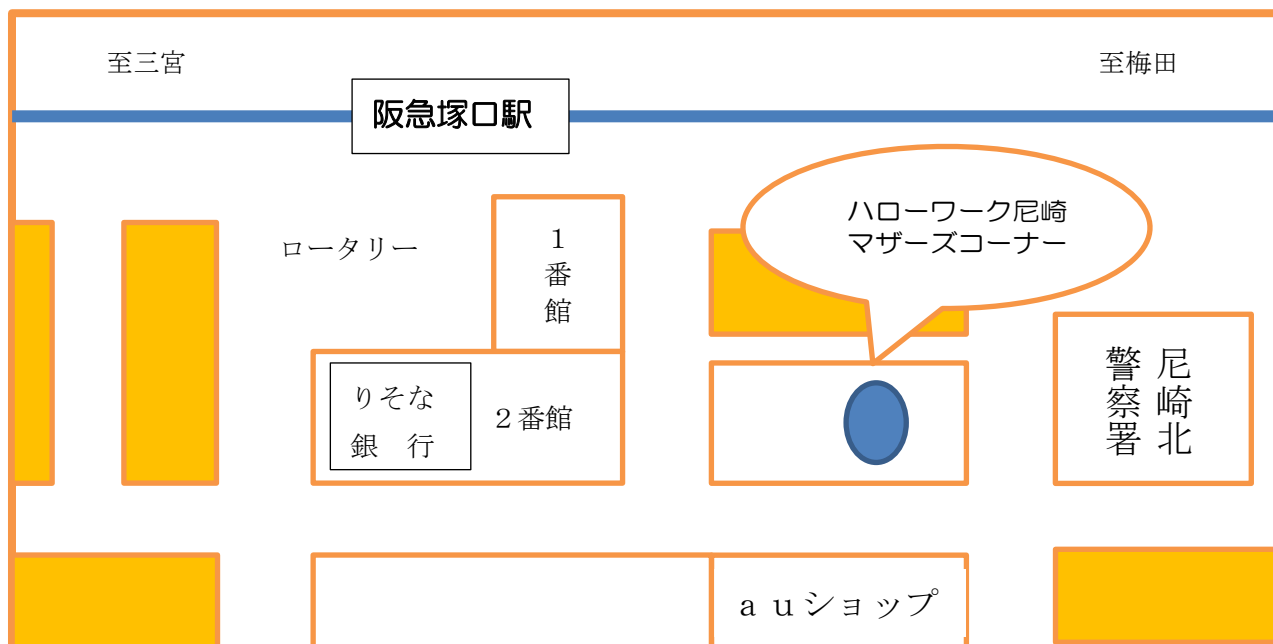 至三宮
至梅田
阪急塚口駅
ハローワーク尼崎
マザーズコーナー
ロータリー
１番館
りそな
銀　行
２番館
尼崎北
警察署
ａｕショップ